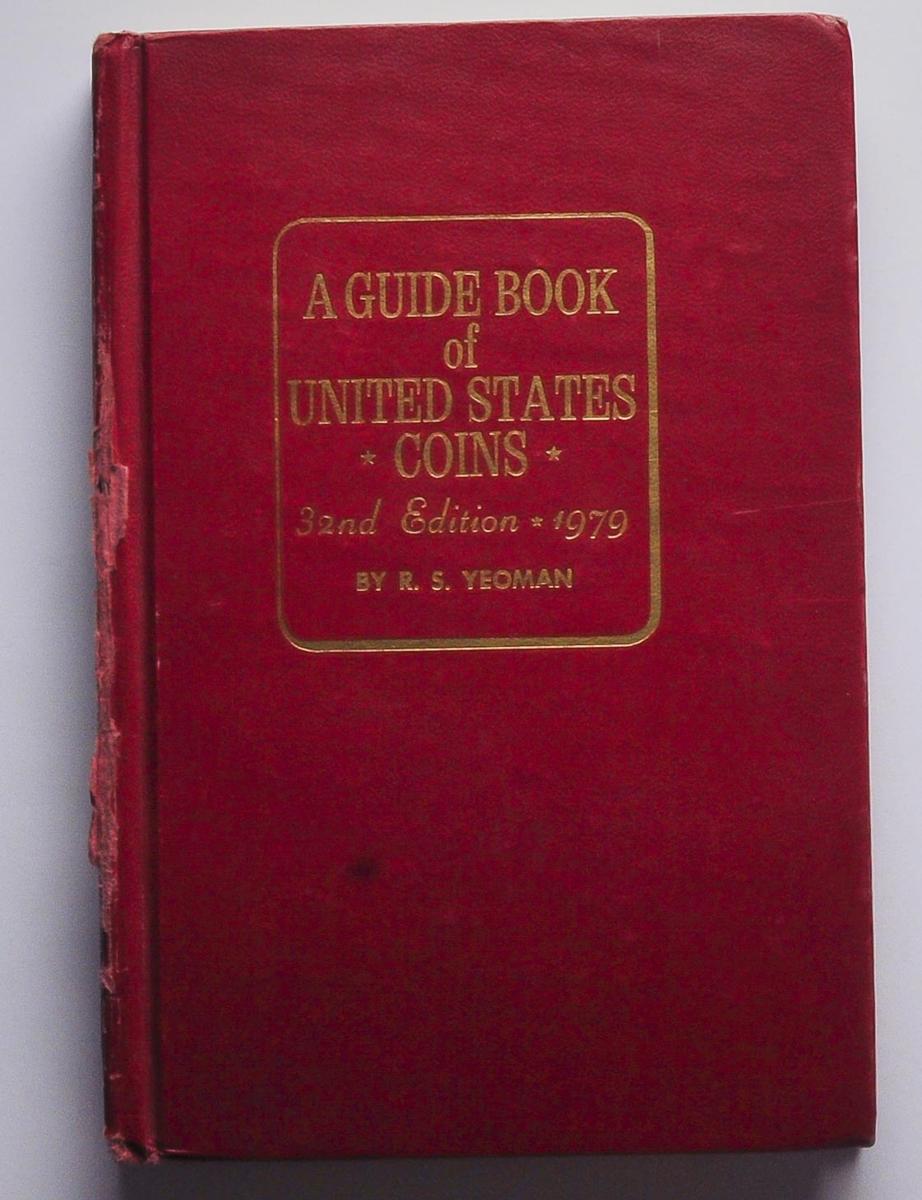 A GUIDE BOOK
of
UNITED STATES
★ COINS ★
32nd Edition ★ 1979
BY R. S. YEOMAN